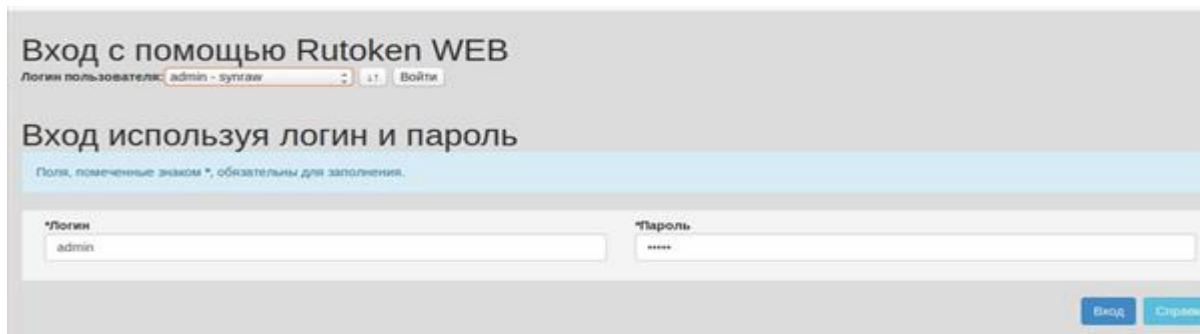 Вход с помощью Rutoken WEB
Логин пользователя: admin - synraw ↓↑ Войти
Вход используя логин и пароль
Поля, помеченные знаком *, обязательны для заполнения.
*Логин *Пароль
admin •••••
Вход